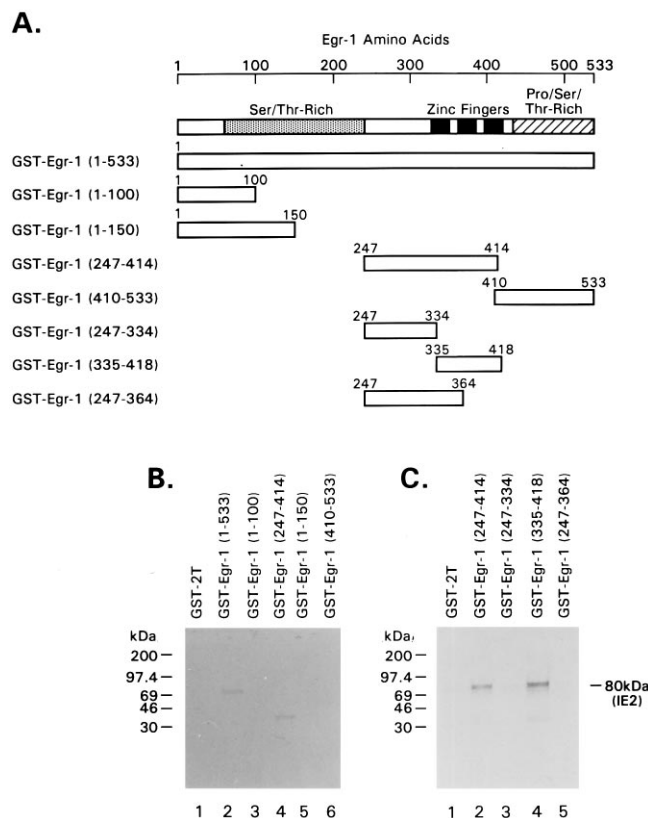 A.
Egr-1 Amino Acids
1 100 200 300 400 500 533
Ser/Thr-Rich
Zinc Fingers
Pro/Ser/
Thr-Rich
GST-Egr-1 (1-533)
1
GST-Egr-1 (1-100)
1 100
GST-Egr-1 (1-150)
1 150
GST-Egr-1 (247-414)
247 414
GST-Egr-1 (410-533)
410 533
GST-Egr-1 (247-334)
247 334
GST-Egr-1 (335-418)
335 418
GST-Egr-1 (247-364)
247 364
B.
GST-2T
GST-Egr-1 (1-533)
GST-Egr-1 (1-100)
GST-Egr-1 (247-414)
GST-Egr-1 (1-150)
GST-Egr-1 (410-533)
kDa
200
97.4
69
46
30
1 2 3 4 5 6
C.
GST-2T
GST-Egr-1 (247-414)
GST-Egr-1 (247-334)
GST-Egr-1 (335-418)
GST-Egr-1 (247-364)
kDa
200
97.4
69
46
30
80kDa
(IE2)
1 2 3 4 5